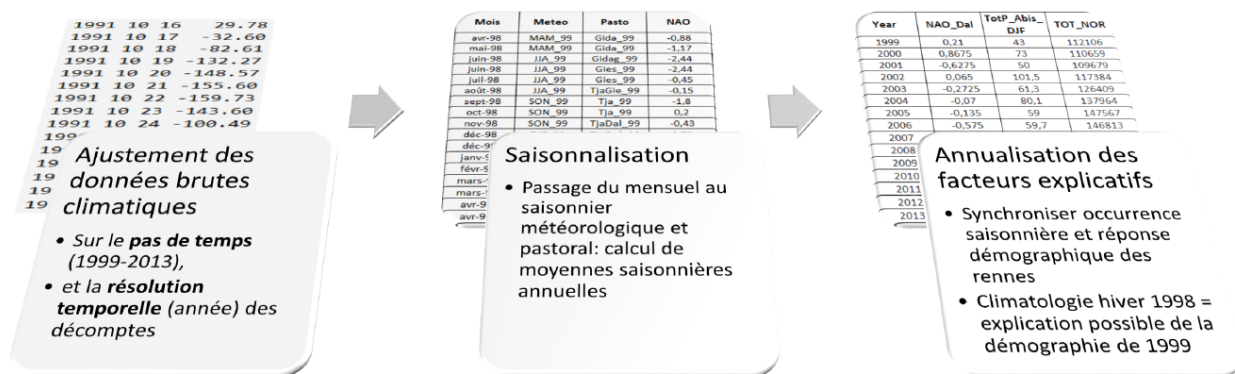 1991 10 16 29.78
1991 10 17 -32.60
1991 10 18 -82.61
1991 10 19 -132.27
1991 10 20 -148.57
1991 10 21 -155.60
1991 10 22 -159.73
1991 10 23 -143.60
1991 10 24 -100.49
Ajustement des
données brutes
climatiques
• Sur le pas de temps
(1999-2013),
• et la résolution
temporelle (année) des
décomptes
Mois Meteo Pasto NAO
avr-98 MAM_99 Gida_99 -0,88
mai-98 MAM_99 Gida_99 -1,17
juin-98 JJA_99 Gidag_99 -2,44
juin-98 JJA_99 Gies_99 -2,44
juil-98 JJA_99 Gies_99 -0,45
août-98 JJA_99 TjaGie_99 -0,15
sept-98 SON_99 Tja_99 -1,8
oct-98 SON_99 Tja_99 0,2
nov-98 SON_99 TjaDal_99 -0,43
Saisonnalisation
• Passage du mensuel au
saisonnier
météorologique et
pastoral: calcul de
moyennes saisonnières
annuelles
Year NAO_Dal TotP_Abis_DJF TOT_NOR
1999 0,21 43 112106
2000 0,8675 73 110659
2001 -0,6275 50 109679
2002 0,065 101,5 117384
2003 -0,2725 61,3 126409
2004 -0,07 80,1 137964
2005 -0,135 59 147567
2006 -0,575 59,7 146813
2007
2008
2009
2010
2011
2012
2013
Annualisation des
facteurs explicatifs
• Synchroniser occurrence
saisonnière et réponse
démographique des
rennes
• Climatologie hiver 1998 =
explication possible de la
démographie de 1999